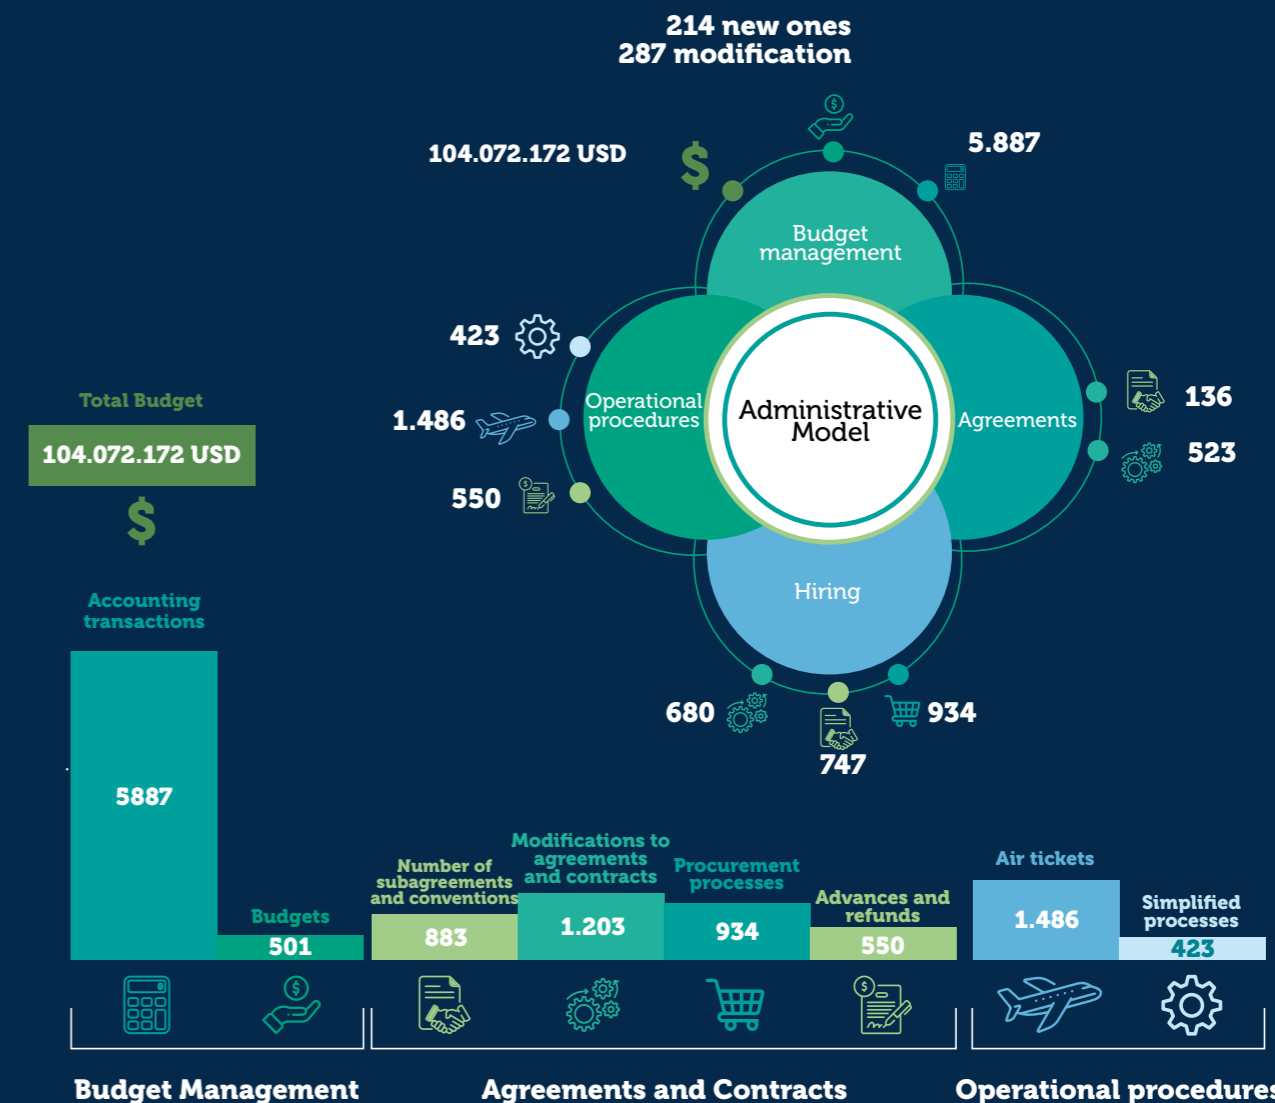 214 new ones
287 modification
104.072.172 USD
5.887
Budget
management
423
1.486
550
Operational
procedures
Administrative
Model
Agreements
136
523
Hiring
680
747
934
Total Budget
104.072.172 USD
$
Accounting
transactions
5887
Budgets
501
Number of
subagreements
and conventions
883
Modifications to
agreements
and contracts
1.203
Procurement
processes
934
Advances and
refunds
550
Air tickets
1.486
Simplified
processes
423
Budget Management
Agreements and Contracts
Operational procedures